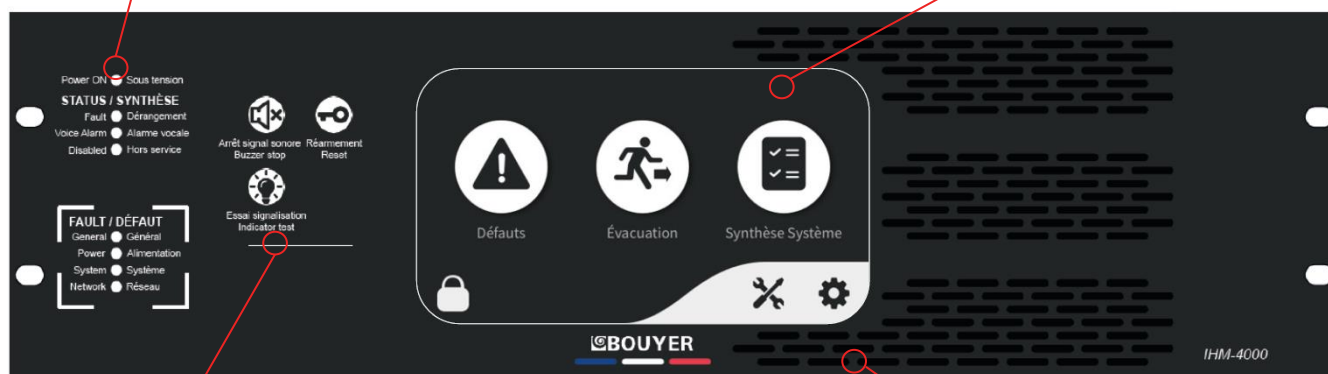 Power ON Sous tension
STATUS / SYNTHÈSE
Fault Dérangement
Voice Alarm Alarme vocale
Disabled Hors service
FAULT / DÉFAUT
General Général
Power Alimentation
System Système
Network Réseau
Arrêt signal sonore
Buzzer stop
Réarmement
Reset
Essai signalisation
Indicator test
Défauts
Évacuation
Synthèse Système
BOUYER
IHM-4000